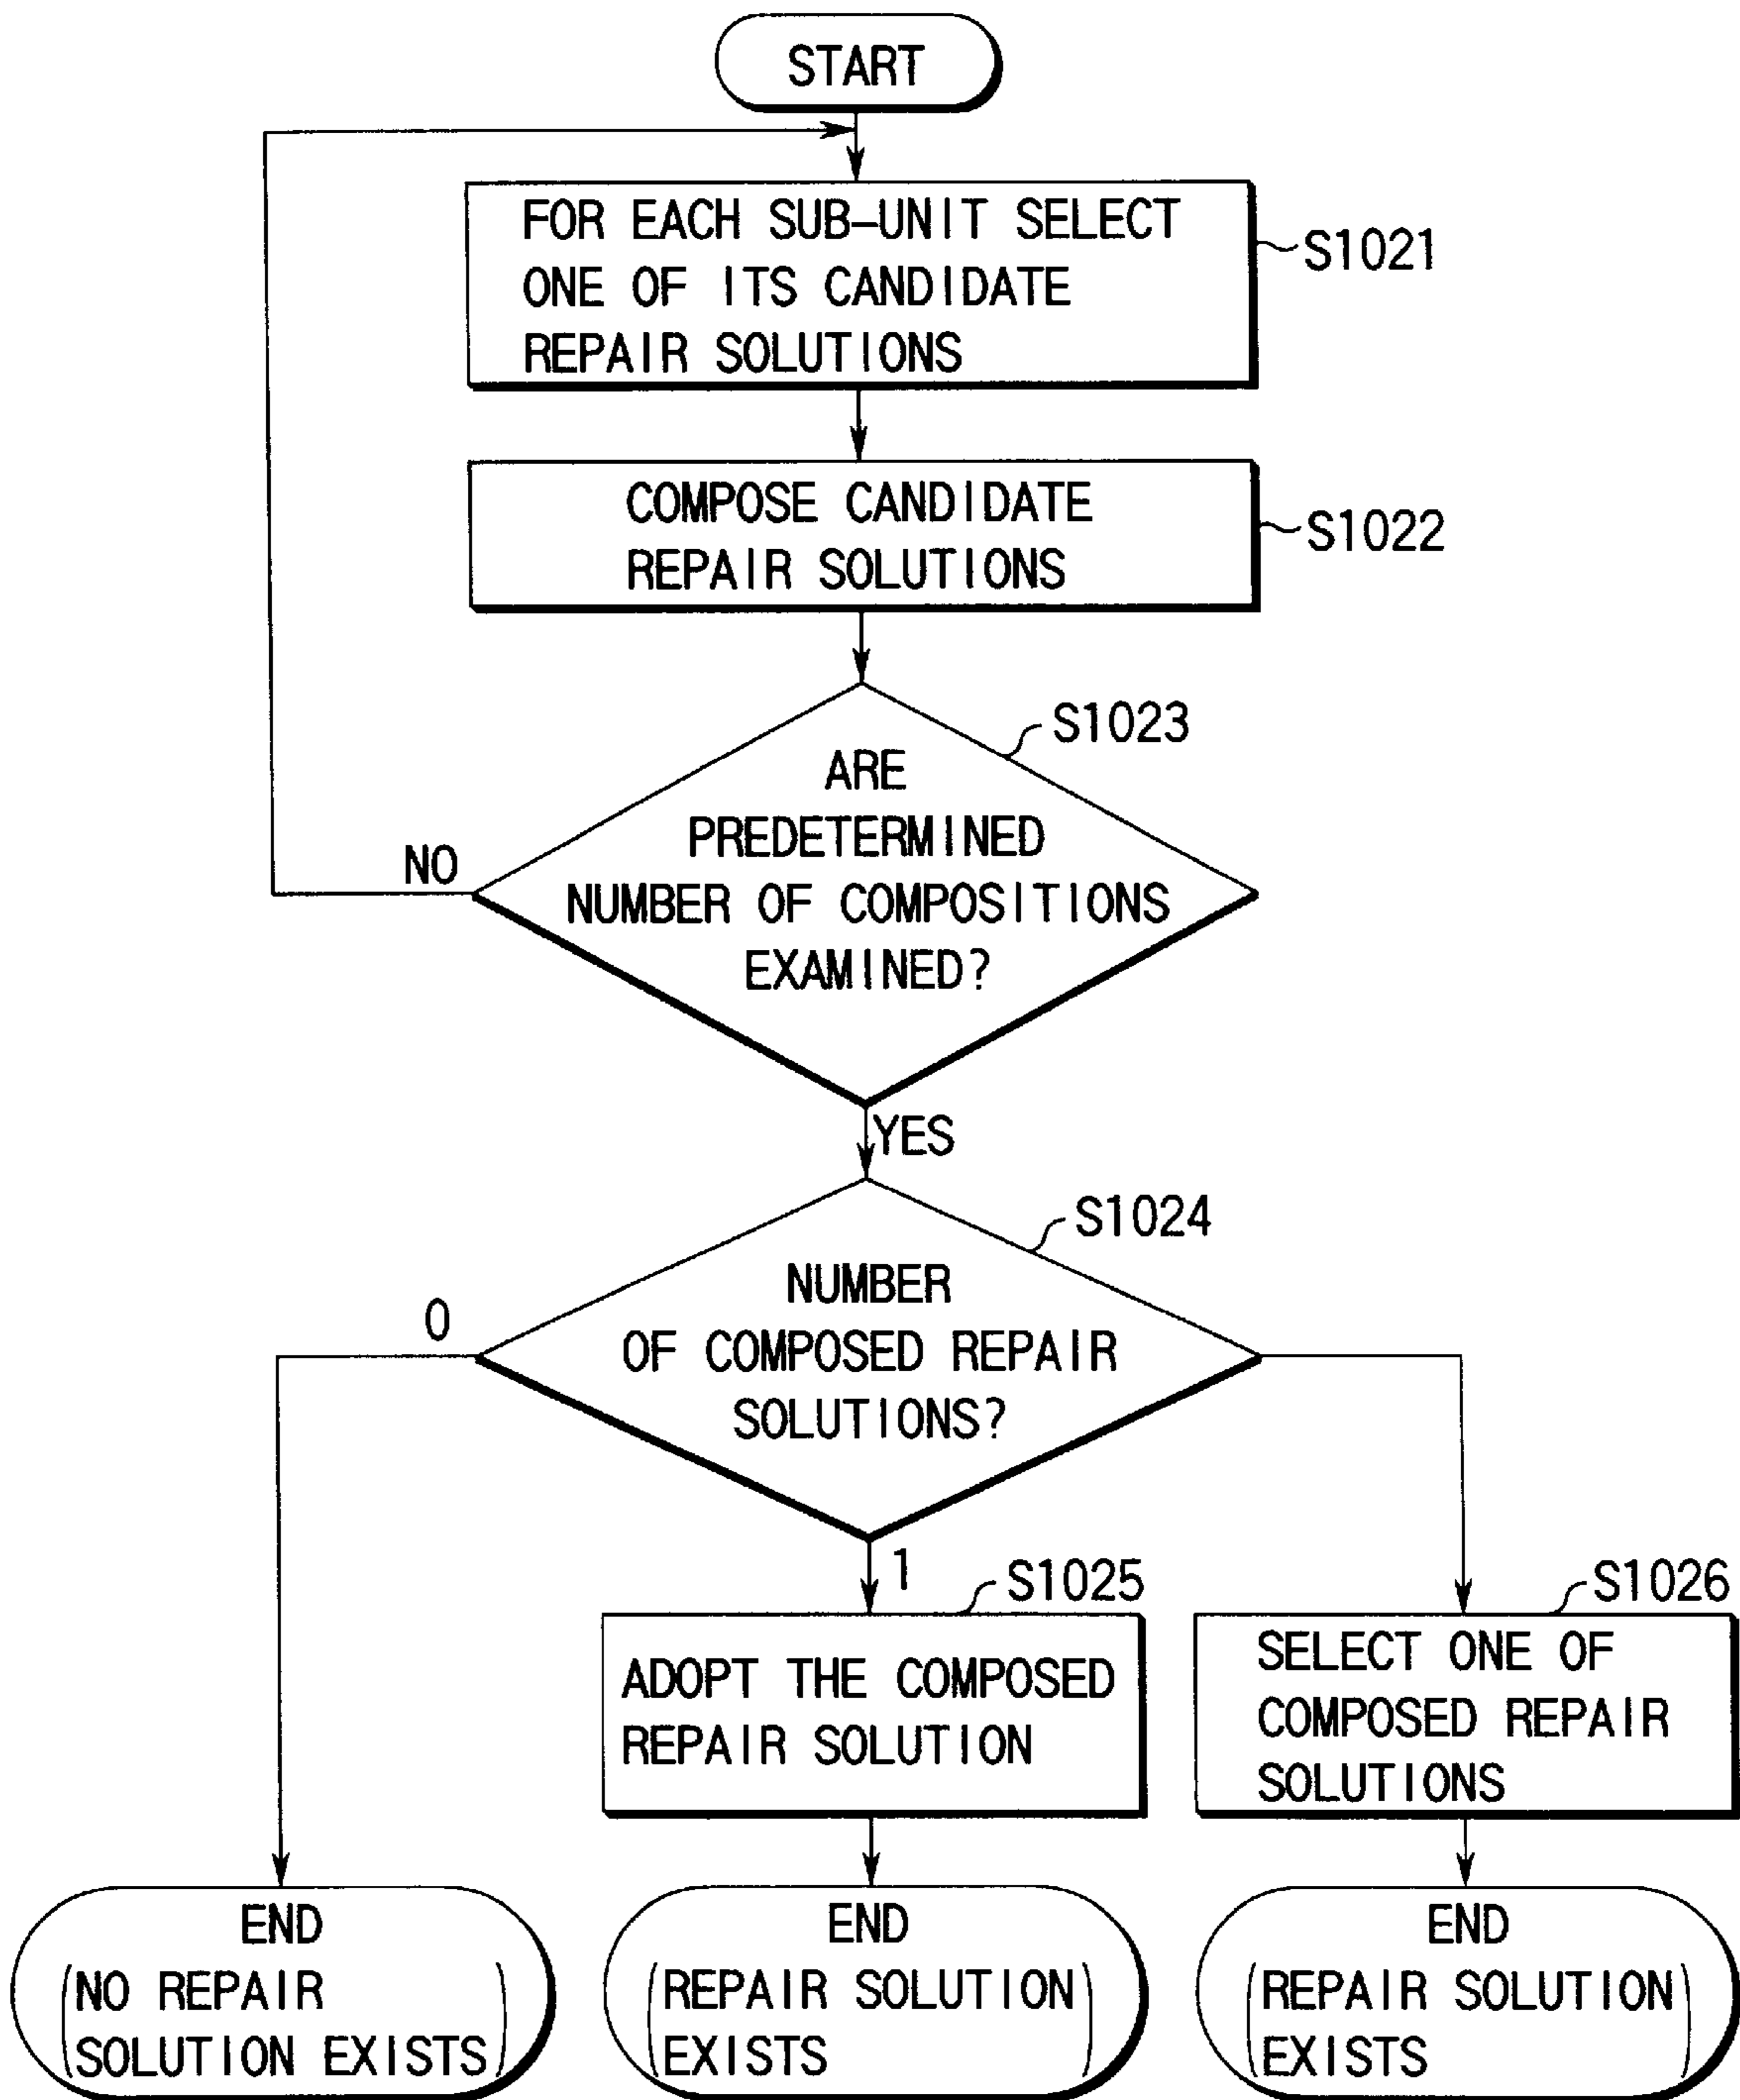 START
FOR EACH SUB-UNIT SELECT
ONE OF ITS CANDIDATE
REPAIR SOLUTIONS
S1021
COMPOSE CANDIDATE
REPAIR SOLUTIONS
S1022
S1023
ARE
PREDETERMINED
NUMBER OF COMPOSITIONS
EXAMINED?
NO
YES
S1024
NUMBER
OF COMPOSED REPAIR
SOLUTIONS?
0
1
S1025
ADOPT THE COMPOSED
REPAIR SOLUTION
S1026
SELECT ONE OF
COMPOSED REPAIR
SOLUTIONS
END
(NO REPAIR
SOLUTION EXISTS)
END
(REPAIR SOLUTION
EXISTS)
END
(REPAIR SOLUTION
EXISTS)